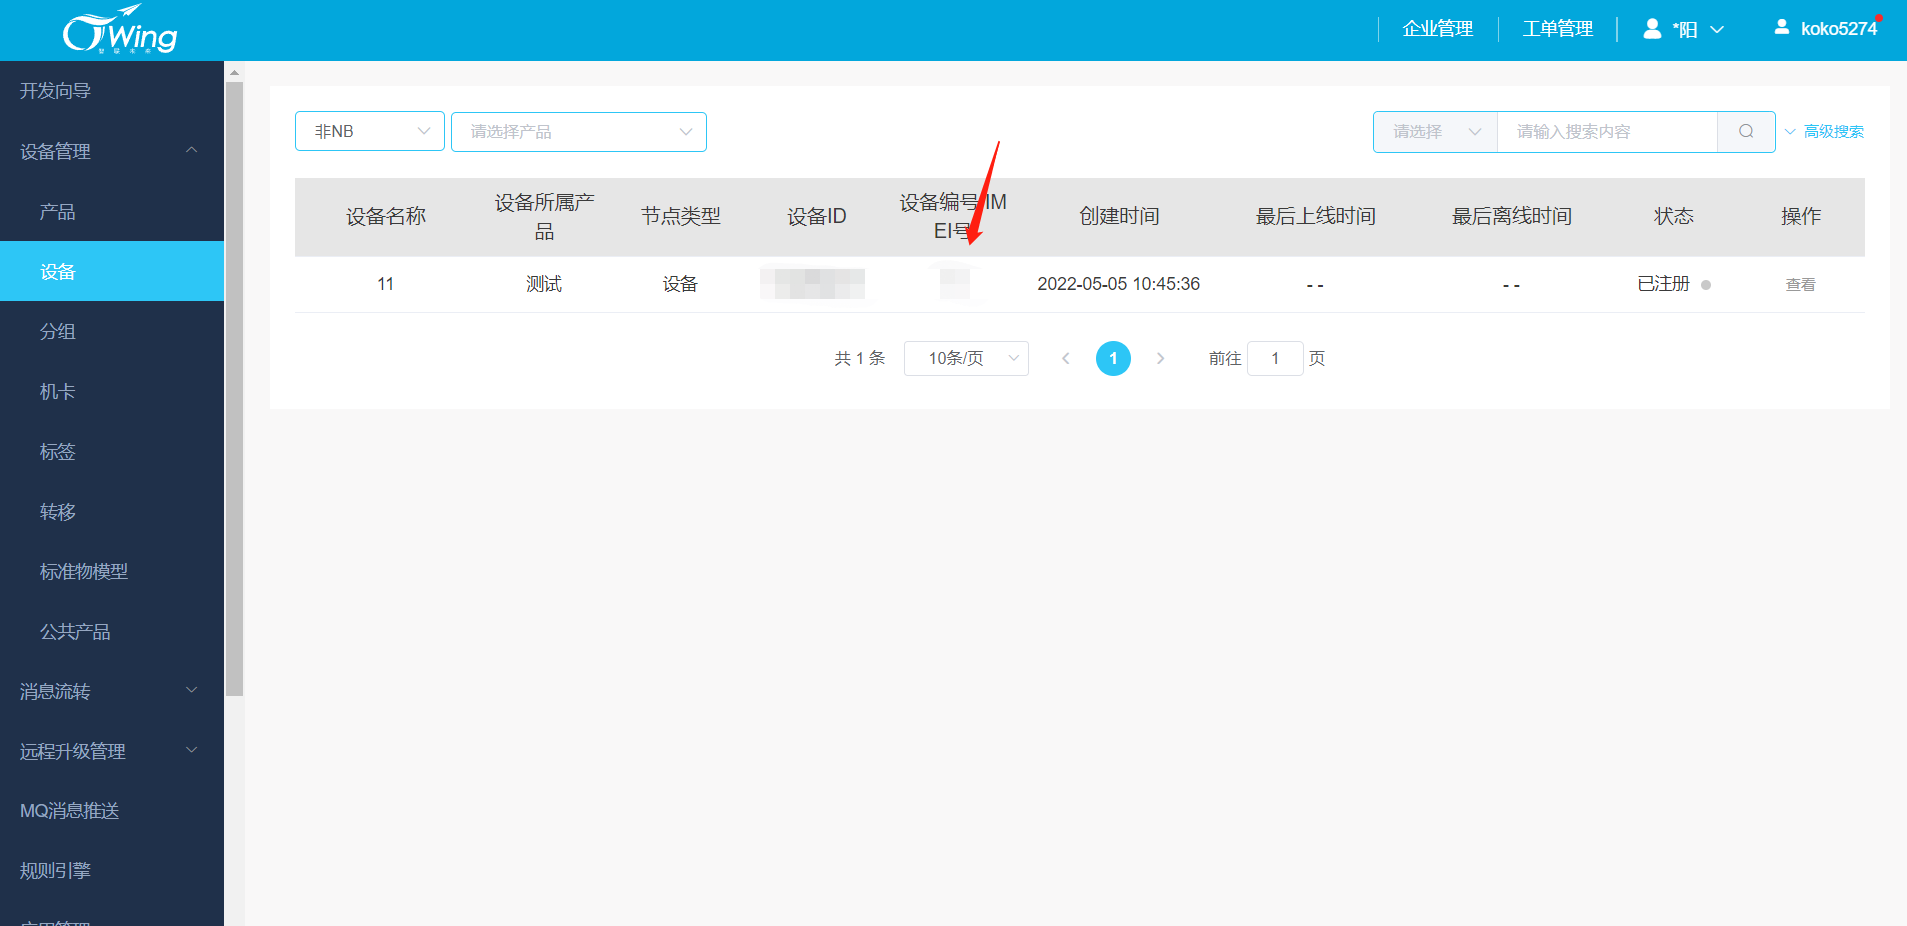 Wing
企业管理
工单管理
*阳
koko5274
开发向导
设备管理
产品
设备
分组
机卡
标签
转移
标准物模型
公共产品
消息流转
远程升级管理
MQ消息推送
规则引擎
非NB
请选择产品
请选择
请输入搜索内容
高级搜索
设备名称
设备所属产
品
节点类型
设备ID
设备编号/IM
EI号
创建时间
最后上线时间
最后离线时间
状态
操作
11
测试
设备
2022-05-05 10:45:36
- -
- -
已注册
查看
共 1 条
10条/页
1
前往
1
页